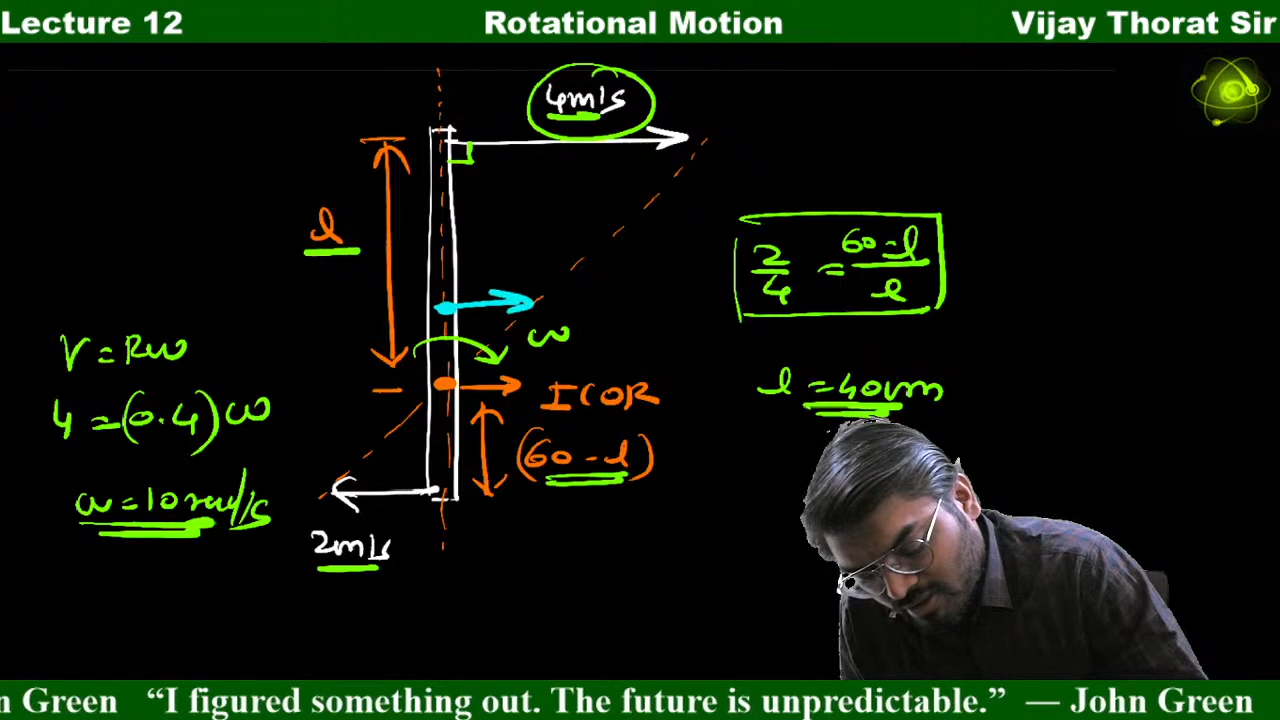 Lecture 12
Rotational Motion
Vijay Thorat Sir
4m/s
l
2/4 = 60-l/l
ω
V = Rω
l = 40cm
ICOR
4 = (0.4)ω
(60-l)
ω = 10 rad/s
2m/s
n Green “I figured something out. The future is unpredictable.” — John Green